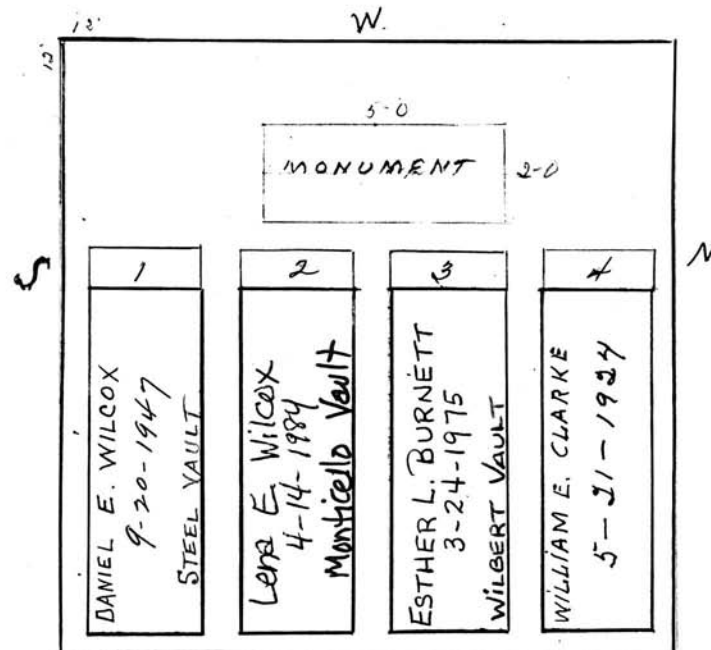 12'
W.
12'
5-0
MONUMENT
2-0
S
N
1
2
3
4
DANIEL E. WILCOX
9-20-1947
STEEL VAULT
Lena E. Wilcox
4-14-1984
Monticello Vault
ESTHER L. BURNETT
3-24-1975
WILBERT VAULT
WILLIAM E. CLARKE
5-21-1924